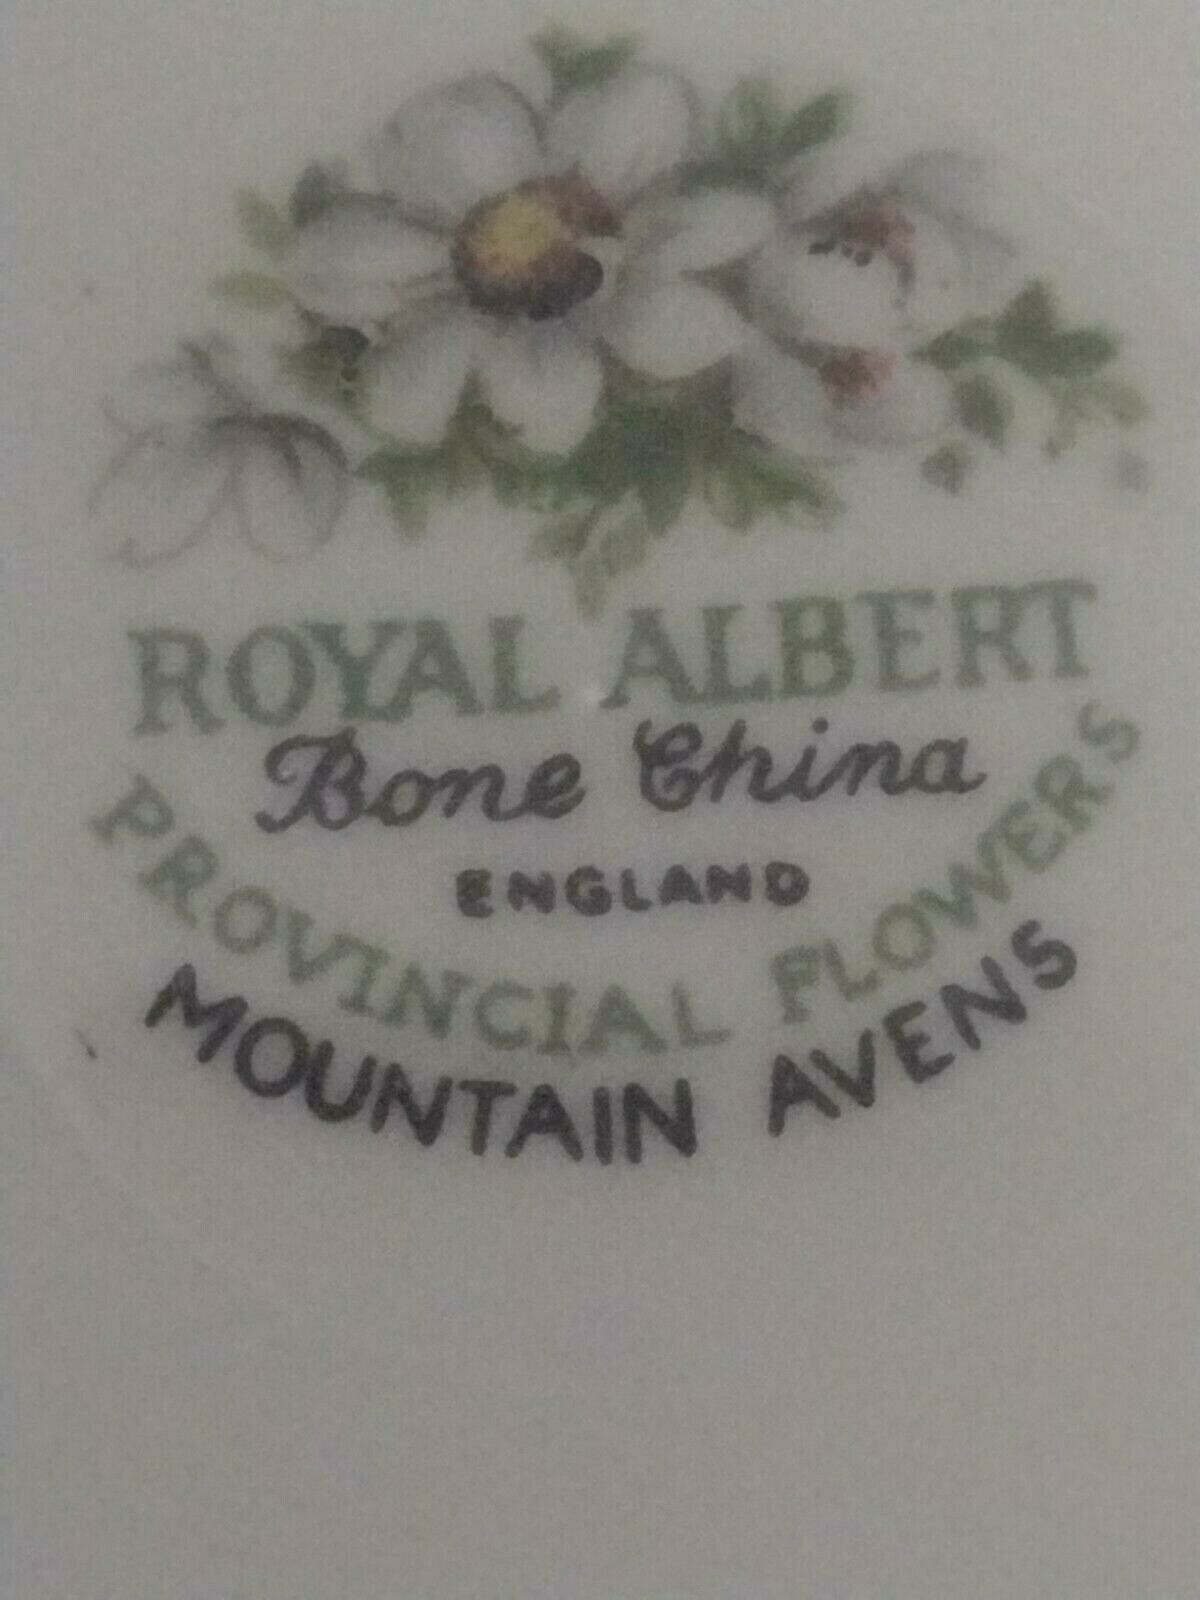 ROYAL ALBERT
Bone China
ENGLAND
PROVINCIAL FLOWERS
MOUNTAIN AVENS